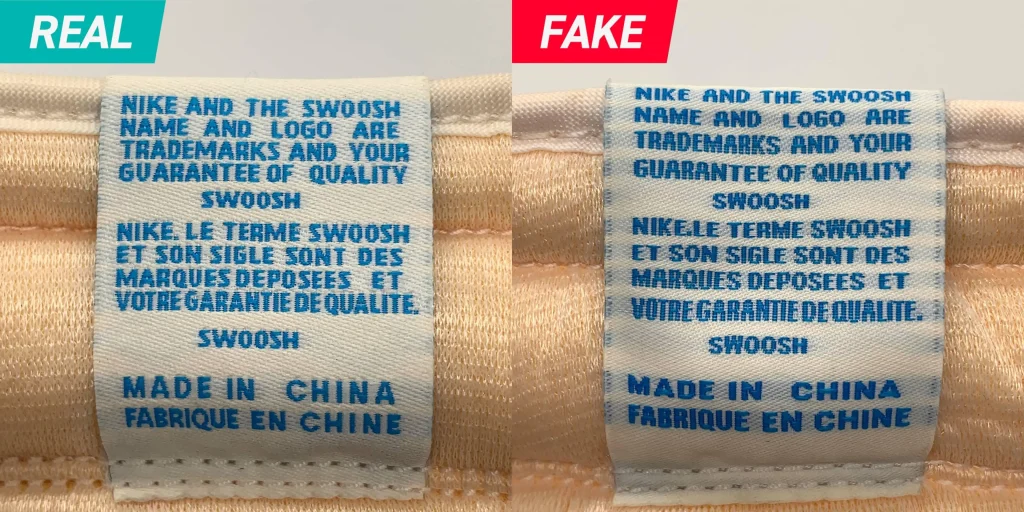 REAL
NIKE AND THE SWOOSH
NAME AND LOGO ARE
TRADEMARKS AND YOUR
GUARANTEE OF QUALITY
SWOOSH
NIKE. LE TERME SWOOSH
ET SON SIGLE SONT DES
MARQUES DEPOSEES ET
VOTRE GARANTIE DE QUALITE.
SWOOSH
MADE IN CHINA
FABRIQUE EN CHINE
FAKE
NIKE AND THE SWOOSH
NAME AND LOGO ARE
TRADEMARKS AND YOUR
GUARANTEE OF QUALITY
SWOOSH
NIKE.LE TERME SWOOSH
ET SON SIGLE SONT DES
MARQUES DEPOSEES ET
VOTRE GARANTIE DE QUALITE.
SWOOSH
MADE IN CHINA
FABRIQUE EN CHINE